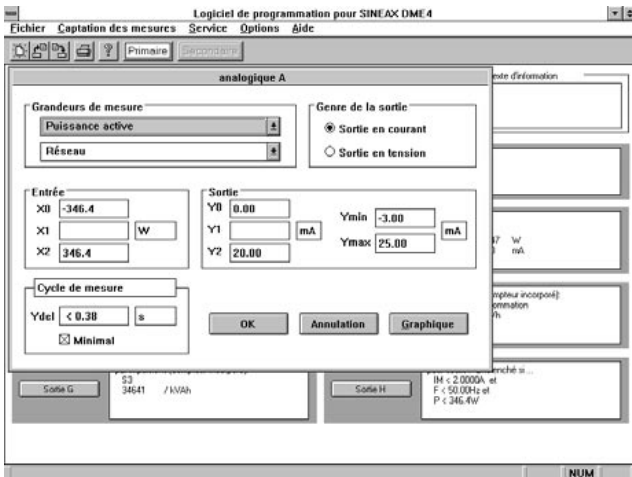 Logiciel de programmation pour SINEAX DME4
Fichier Captation des mesures Service Options Aide
Primaire Secondaire
analogique A
exte d'information
Grandeurs de mesure
Puissance active
Réseau
Genre de la sortie
Sortie en courant
Sortie en tension
Entrée
X0 -346.4
X1 W
X2 346.4
Sortie
Y0 0.00
Y1 mA
Y2 20.00
Ymin -3.00
Ymax 25.00
mA
W
mA
Cycle de mesure
Ydel < 0.38 s
Minimal
OK Annulation Graphique
mpteur incorporé):
ommation
Sortie G
S3
34641 / kVAh
Sortie H
enché si ...
IM < 2.0000A et
F < 50.00Hz et
P < 346.4W
NUM